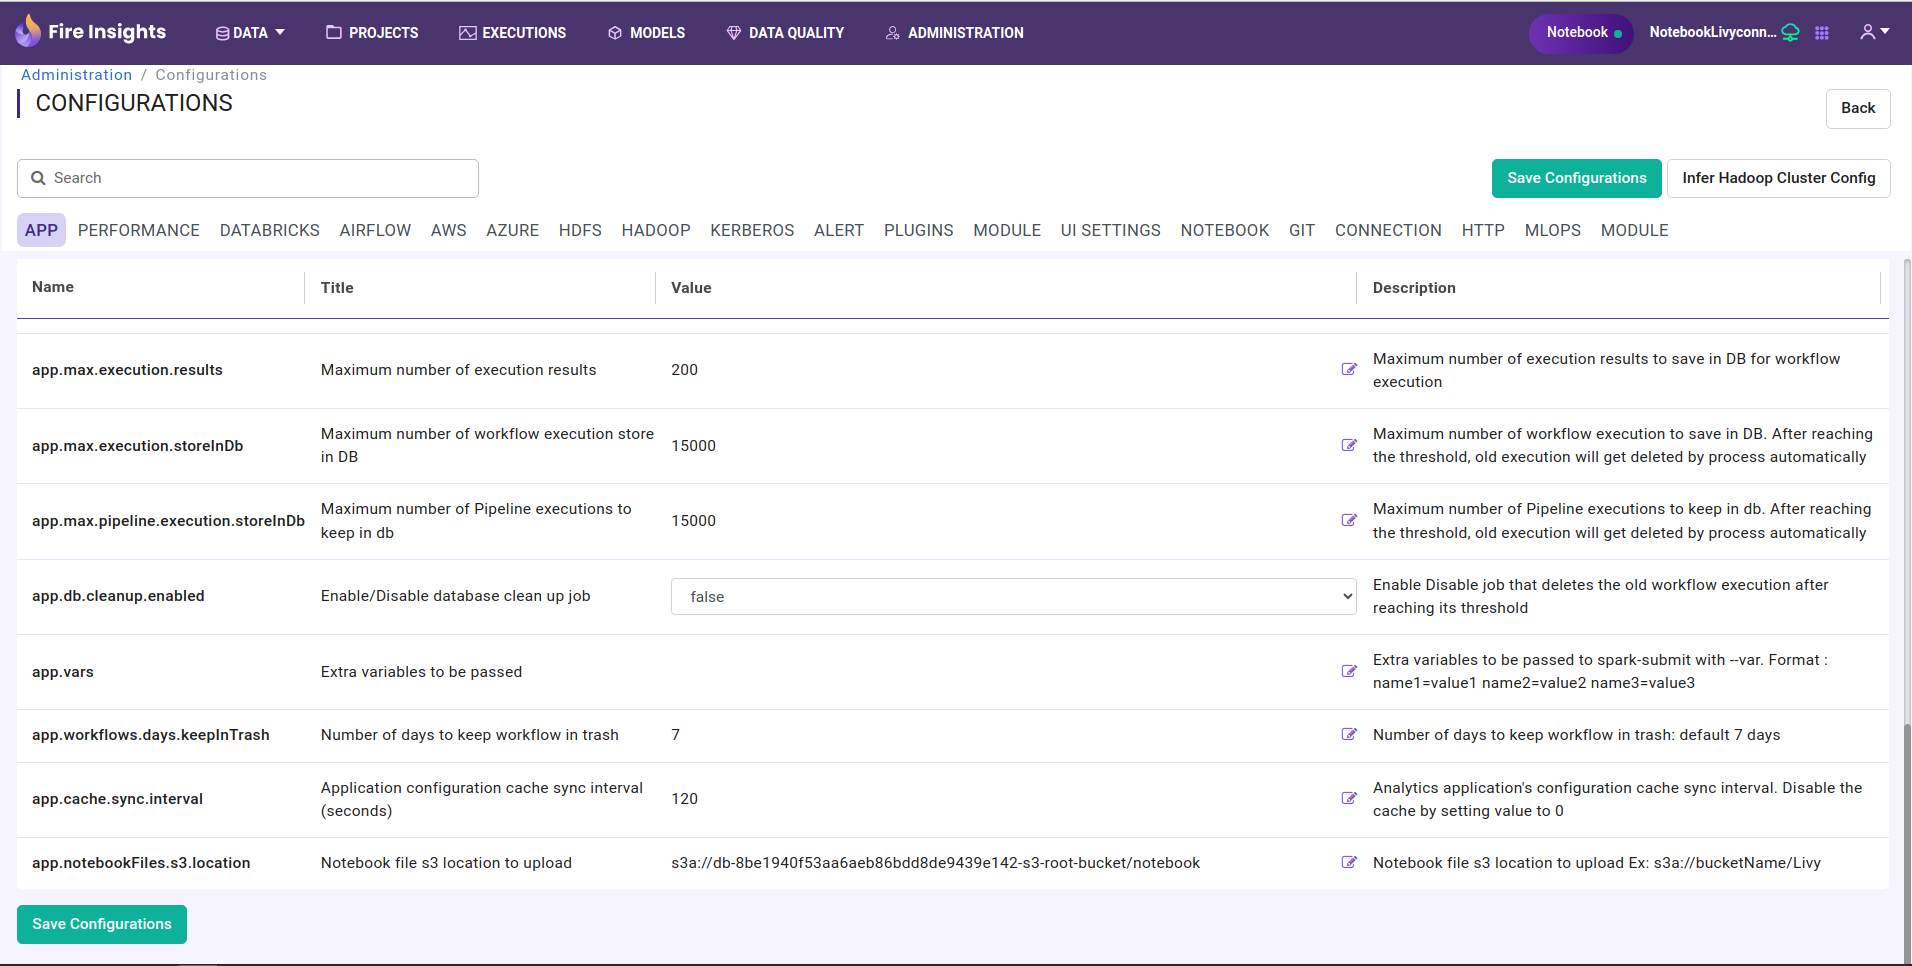 Fire Insights
DATA
PROJECTS
EXECUTIONS
MODELS
DATA QUALITY
ADMINISTRATION
Notebook
NotebookLivyconn...
Administration / Configurations
CONFIGURATIONS
Back
Search
Save Configurations
Infer Hadoop Cluster Config
APP PERFORMANCE DATABRICKS AIRFLOW AWS AZURE HDFS HADOOP KERBEROS ALERT PLUGINS MODULE UI SETTINGS NOTEBOOK GIT CONNECTION HTTP MLOPS MODULE
Name Title Value Description
app.max.execution.results
Maximum number of execution results
200
Maximum number of execution results to save in DB for workflow
execution
app.max.execution.storeInDb
Maximum number of workflow execution store
in DB
15000
Maximum number of workflow execution to save in DB. After reaching
the threshold, old execution will get deleted by process automatically
app.max.pipeline.execution.storeInDb
Maximum number of Pipeline executions to
keep in db
15000
Maximum number of Pipeline executions to keep in db. After reaching
the threshold, old execution will get deleted by process automatically
app.db.cleanup.enabled
Enable/Disable database clean up job
false
Enable Disable job that deletes the old workflow execution after
reaching its threshold
app.vars
Extra variables to be passed
Extra variables to be passed to spark-submit with --var. Format :
name1=value1 name2=value2 name3=value3
app.workflows.days.keepInTrash
Number of days to keep workflow in trash
7
Number of days to keep workflow in trash: default 7 days
app.cache.sync.interval
Application configuration cache sync interval
(seconds)
120
Analytics application's configuration cache sync interval. Disable the
cache by setting value to 0
app.notebookFiles.s3.location
Notebook file s3 location to upload
s3a://db-8be1940f53aa6aeb86bdd8de9439e142-s3-root-bucket/notebook
Notebook file s3 location to upload Ex: s3a://bucketName/Livy
Save Configurations